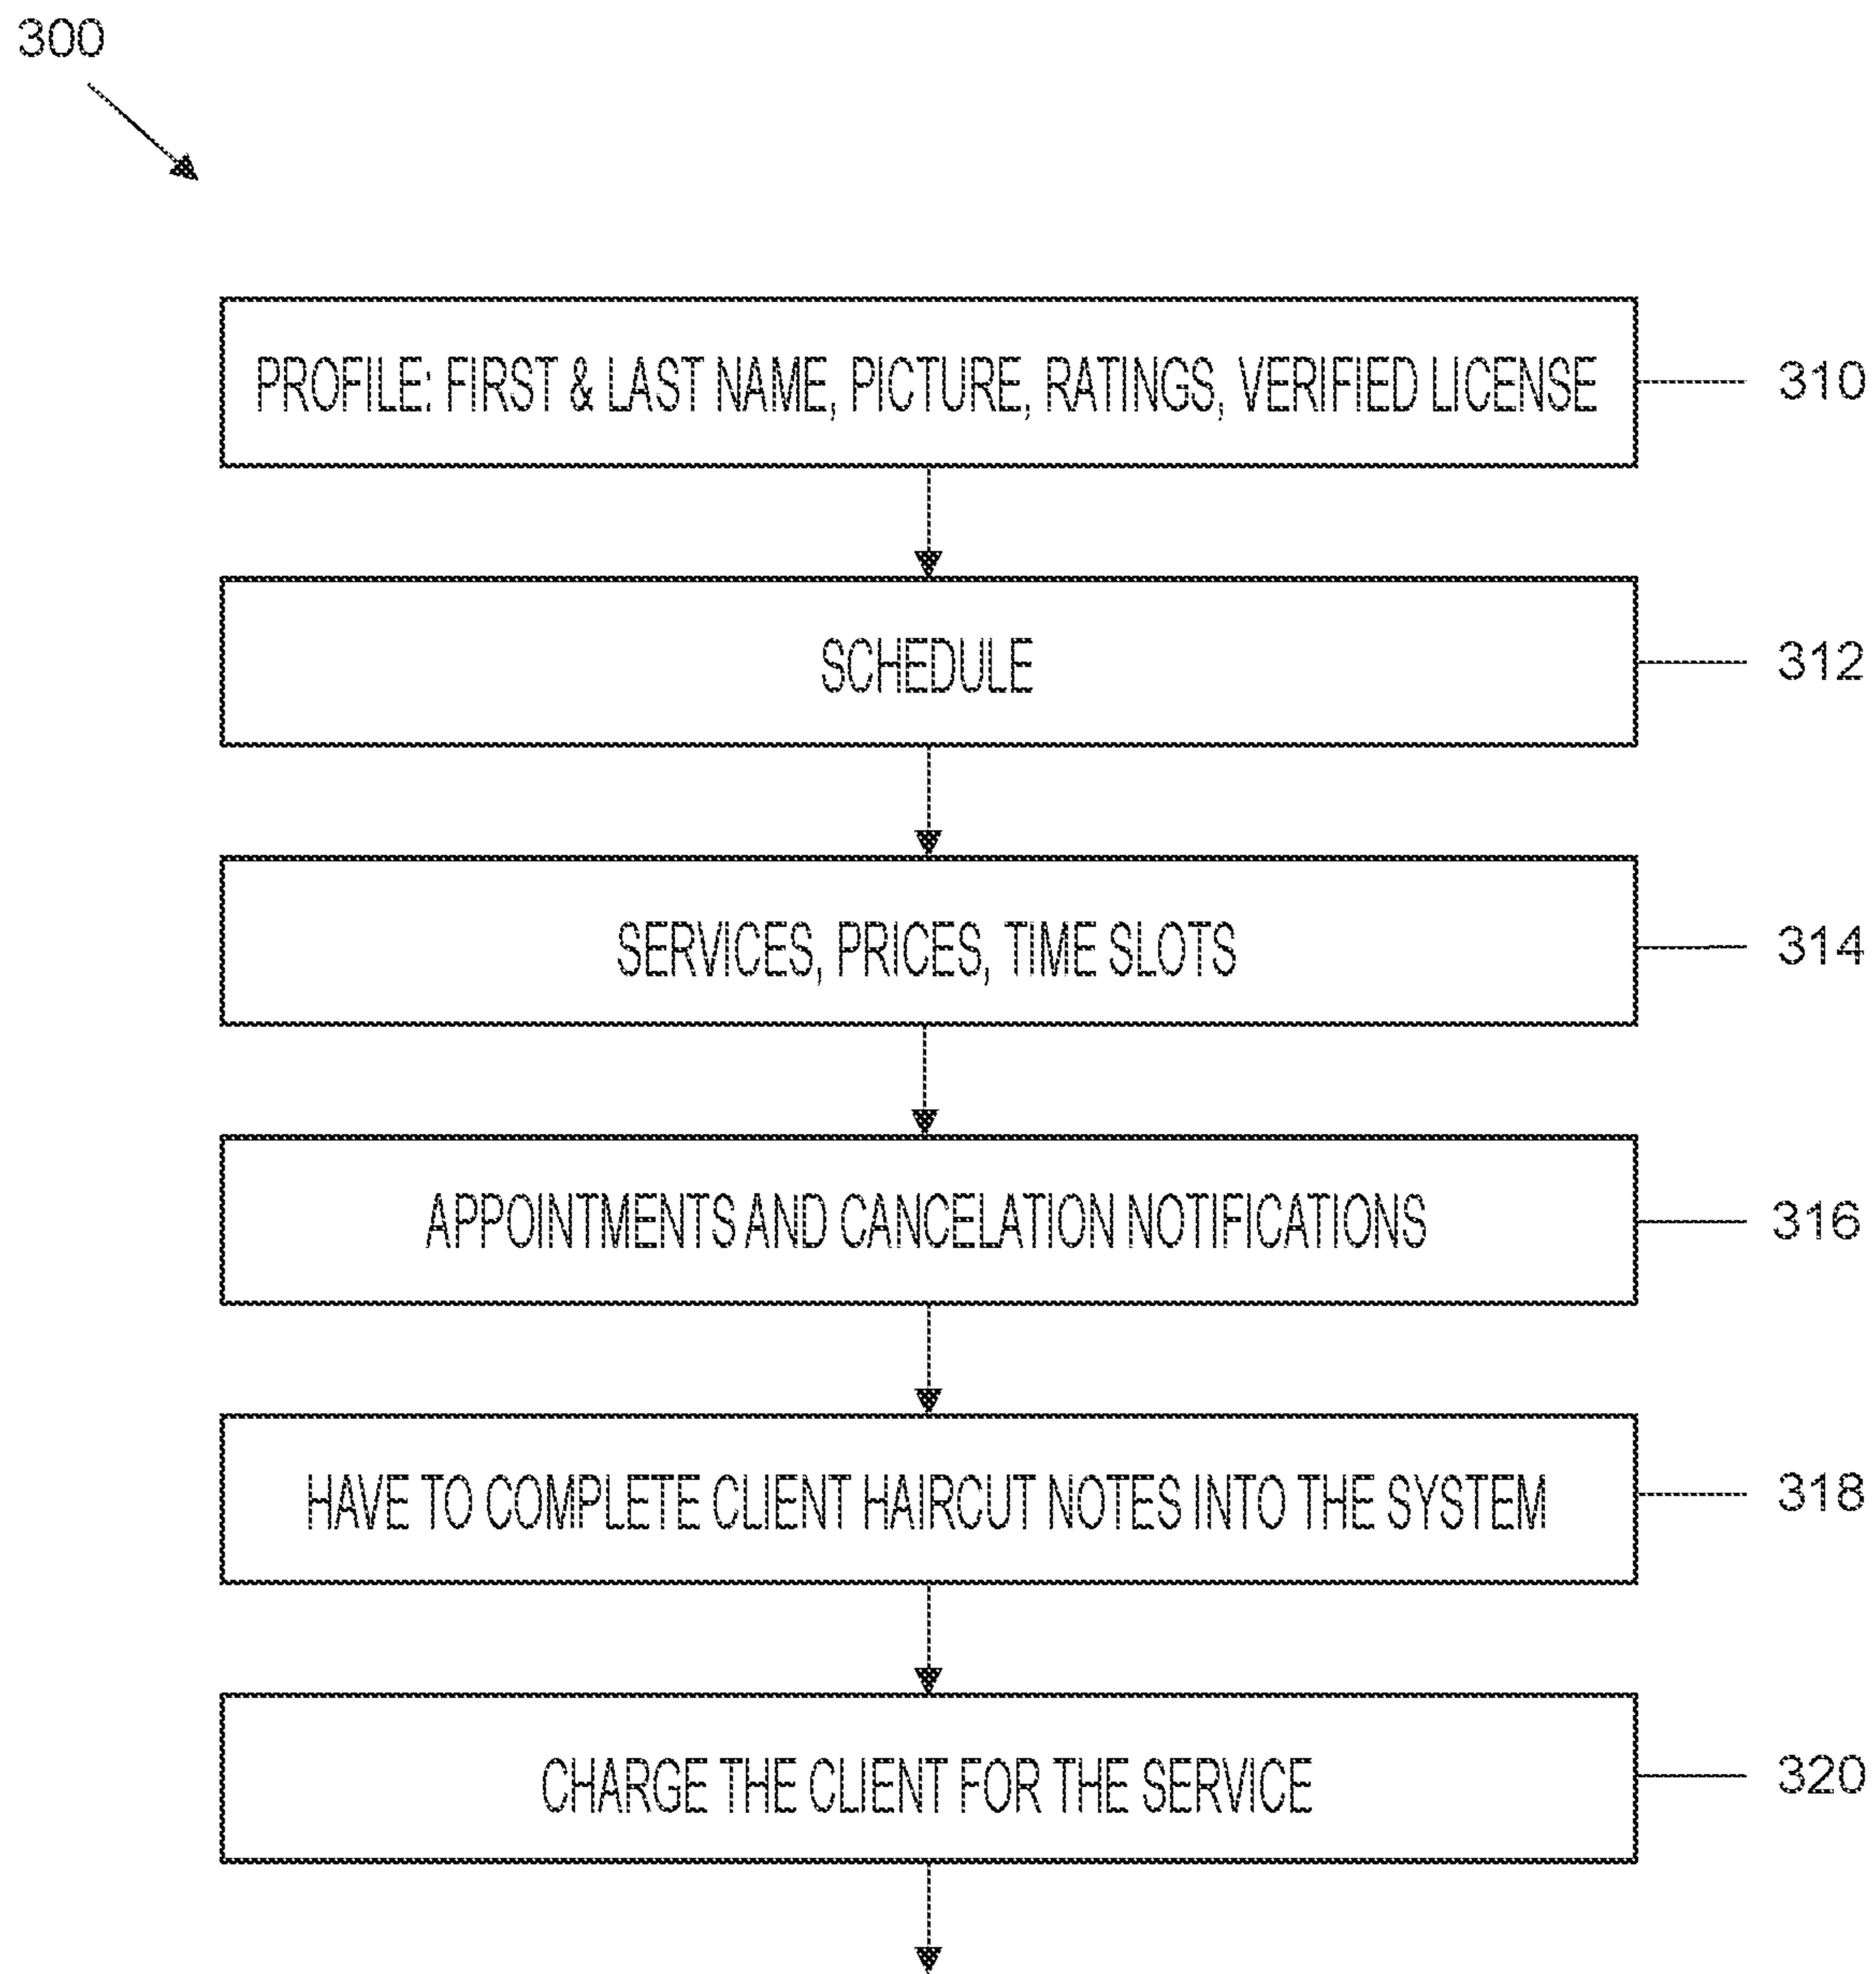 300
PROFILE: FIRST & LAST NAME, PICTURE, RATINGS, VERIFIED LICENSE
310
SCHEDULE
312
SERVICES, PRICES, TIME SLOTS
314
APPOINTMENTS AND CANCELATION NOTIFICATIONS
316
HAVE TO COMPLETE CLIENT HAIRCUT NOTES INTO THE SYSTEM
318
CHARGE THE CLIENT FOR THE SERVICE
320